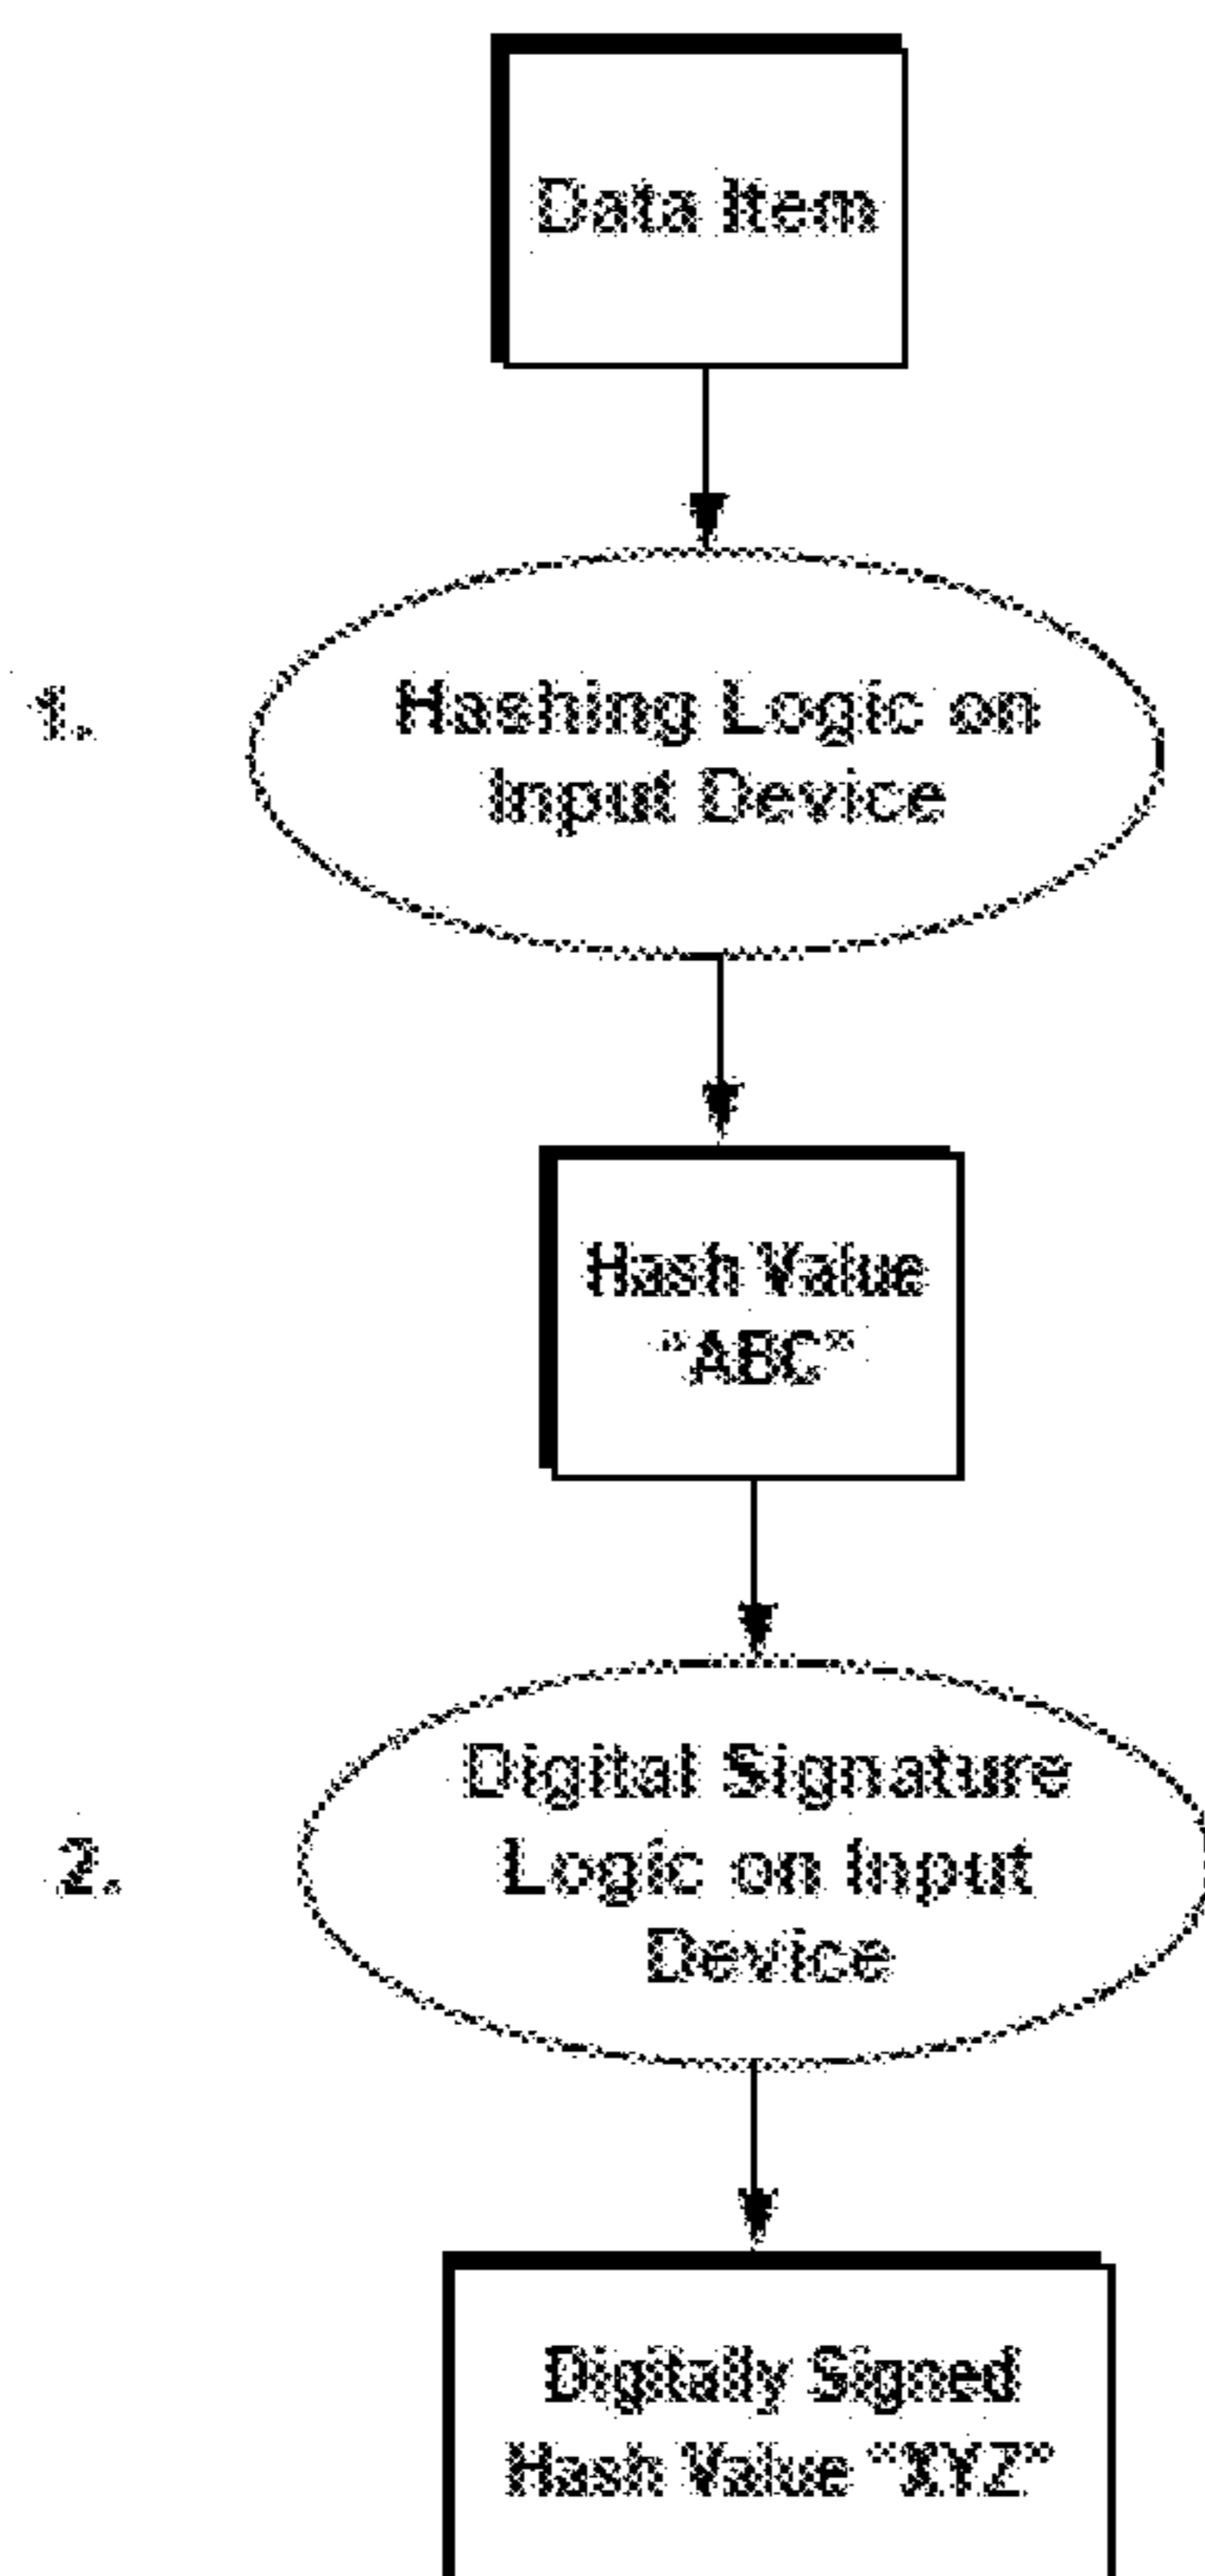 Data Item
1.
Hashing Logic on
Input Device
Hash Value
"ABC"
2.
Digital Signature
Logic on Input
Device
Digitally Signed
Hash Value "XYZ"